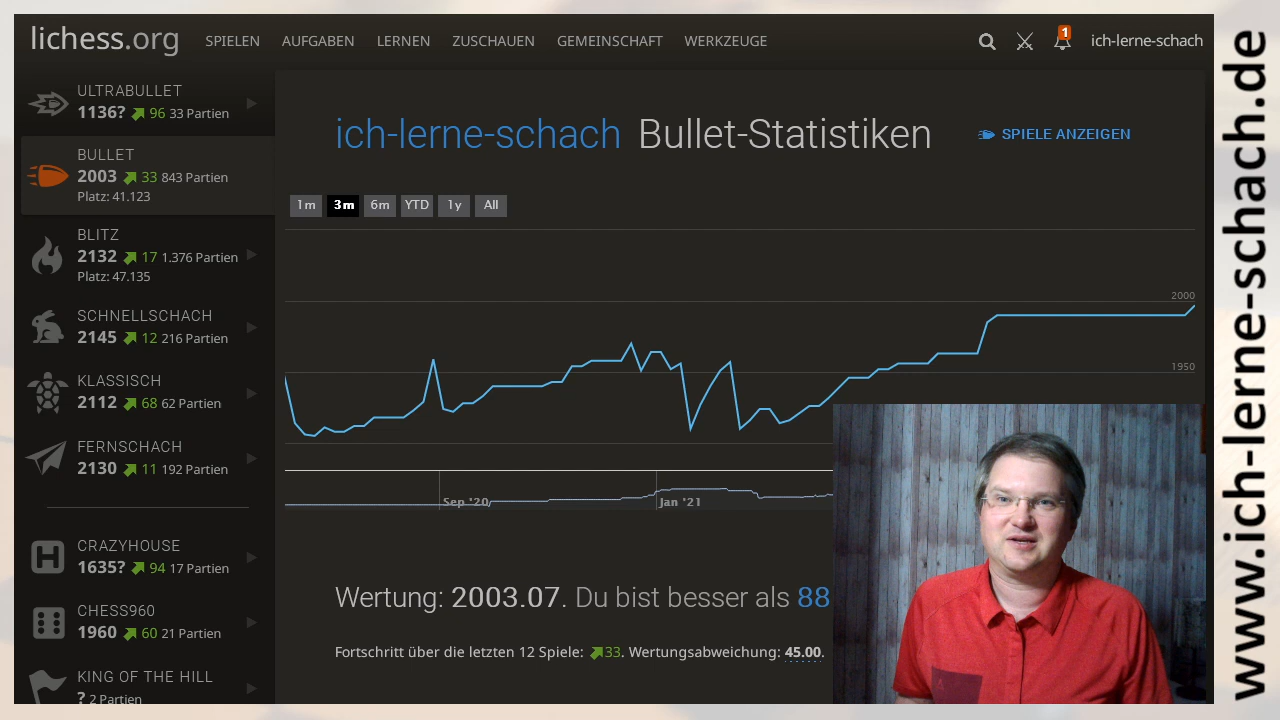 lichess.org
SPIELEN AUFGABEN LERNEN ZUSCHAUEN GEMEINSCHAFT WERKZEUGE
1
ich-lerne-schach
ULTRABULLET
1136? 96 33 Partien
BULLET
2003 33 843 Partien
Platz: 41.123
BLITZ
2132 17 1.376 Partien
Platz: 47.135
SCHNELLSCHACH
2145 12 216 Partien
KLASSISCH
2112 68 62 Partien
FERNSCHACH
2130 11 192 Partien
CRAZYHOUSE
1635? 94 17 Partien
CHESS960
1960 60 21 Partien
KING OF THE HILL
? 2 Partien
ich-lerne-schach Bullet-Statistiken
SPIELE ANZEIGEN
1m 3m 6m YTD 1y All
2000
1950
Sep '20 Jan '21
Wertung: 2003.07. Du bist besser als 88
Fortschritt über die letzten 12 Spiele: 33. Wertungsabweichung: 45.00.
www.ich-lerne-schach.de